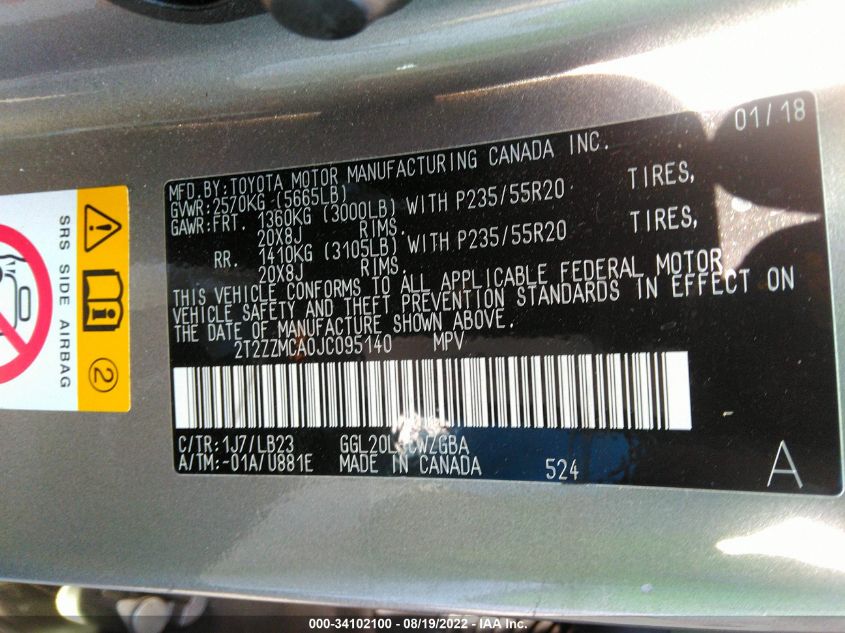 01/18
MFD.BY:TOYOTA MOTOR MANUFACTURING CANADA INC.
GVWR:2570KG (5665LB)
GAWR:FRT. 1360KG (3000LB) WITH P235/55R20 TIRES,
20X8J RIMS.
RR. 1410KG (3105LB) WITH P235/55R20 TIRES,
20X8J RIMS.
THIS VEHICLE CONFORMS TO ALL APPLICABLE FEDERAL MOTOR
VEHICLE SAFETY AND THEFT PREVENTION STANDARDS IN EFFECT ON
THE DATE OF MANUFACTURE SHOWN ABOVE.
2T2ZZMCA0JC095140 MPV
C/TR:1J7/LB23
A/TM:-01A/U881E MADE IN CANADA 524 A
SRS SIDE AIRBAG
2
000-34102100 - 08/19/2022 - IAA Inc.